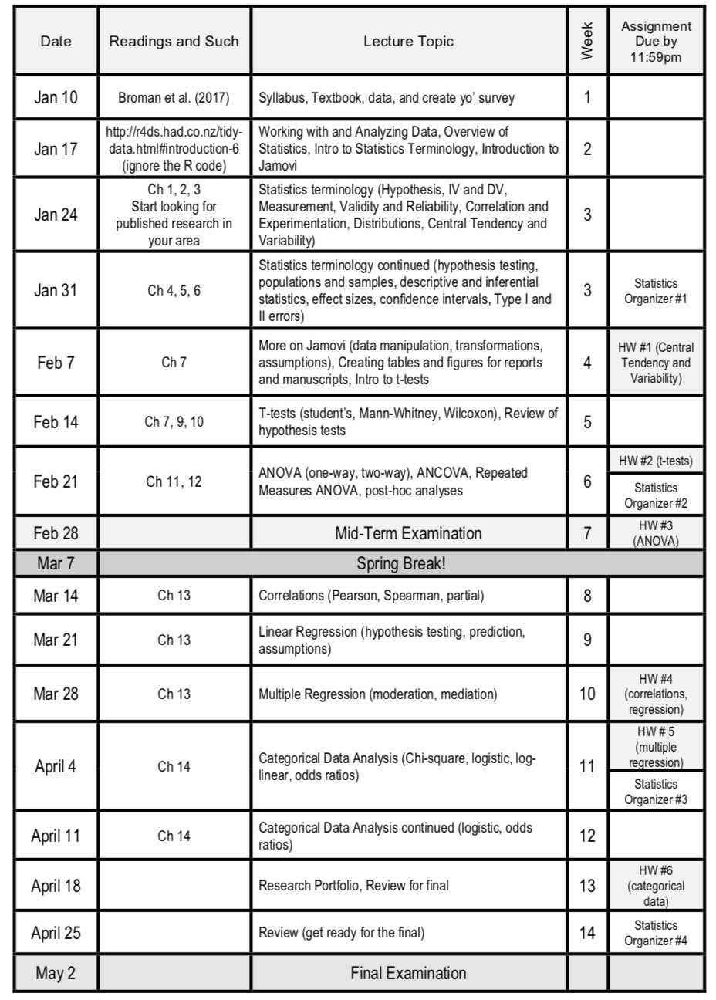 Date
Readings and Such
Lecture Topic
Week
Assignment
Due by
11:59pm
Jan 10
Broman et al. (2017)
Syllabus, Textbook, data, and create yo’ survey
1
Jan 17
http://r4ds.had.co.nz/tidy-
data.html#introduction-6
(ignore the R code)
Working with and Analyzing Data, Overview of
Statistics, Intro to Statistics Terminology, Introduction to
Jamovi
2
Jan 24
Ch 1, 2, 3
Start looking for
published research in
your area
Statistics terminology (Hypothesis, IV and DV,
Measurement, Validity and Reliability, Correlation and
Experimentation, Distributions, Central Tendency and
Variability)
3
Jan 31
Ch 4, 5, 6
Statistics terminology continued (hypothesis testing,
populations and samples, descriptive and inferential
statistics, effect sizes, confidence intervals, Type I and
II errors)
3
Statistics
Organizer #1
Feb 7
Ch 7
More on Jamovi (data manipulation, transformations,
assumptions), Creating tables and figures for reports
and manuscripts, Intro to t-tests
4
HW #1 (Central
Tendency and
Variability)
Feb 14
Ch 7, 9, 10
T-tests (student’s, Mann-Whitney, Wilcoxon), Review of
hypothesis tests
5
Feb 21
Ch 11, 12
ANOVA (one-way, two-way), ANCOVA, Repeated
Measures ANOVA, post-hoc analyses
6
HW #2 (t-tests)
Statistics
Organizer #2
Feb 28
Mid-Term Examination
7
HW #3
(ANOVA)
Mar 7
Spring Break!
Mar 14
Ch 13
Correlations (Pearson, Spearman, partial)
8
Mar 21
Ch 13
Linear Regression (hypothesis testing, prediction,
assumptions)
9
Mar 28
Ch 13
Multiple Regression (moderation, mediation)
10
HW #4
(correlations,
regression)
April 4
Ch 14
Categorical Data Analysis (Chi-square, logistic, log-
linear, odds ratios)
11
HW # 5
(multiple
regression)
Statistics
Organizer #3
April 11
Ch 14
Categorical Data Analysis continued (logistic, odds
ratios)
12
April 18
Research Portfolio, Review for final
13
HW #6
(categorical
data)
April 25
Review (get ready for the final)
14
Statistics
Organizer #4
May 2
Final Examination